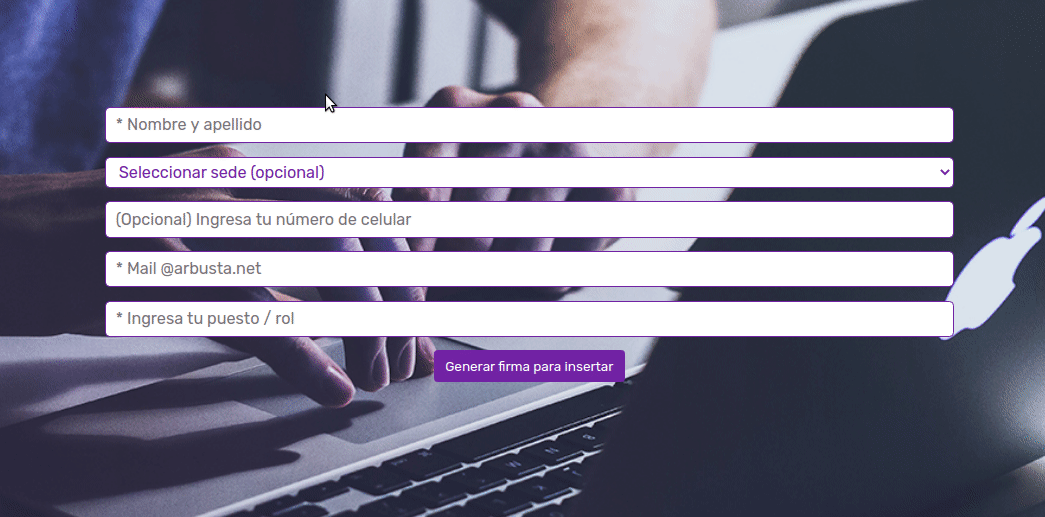 * Nombre y apellido
Seleccionar sede (opcional)
(Opcional) Ingresa tu número de celular
* Mail @arbusta.net
* Ingresa tu puesto / rol
Generar firma para insertar